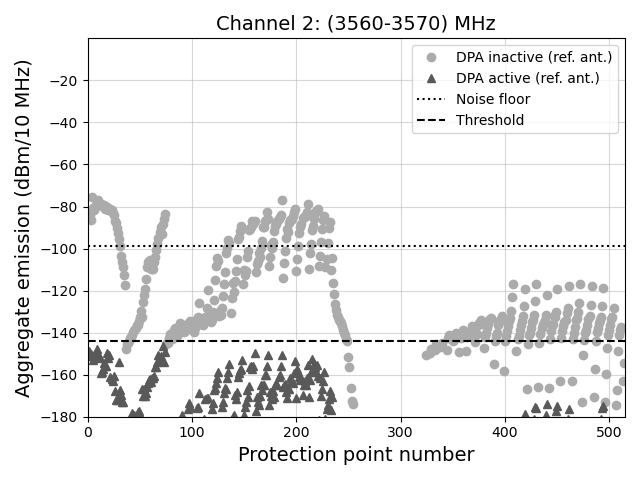 Channel 2: (3560-3570) MHz
DPA inactive (ref. ant.)
DPA active (ref. ant.)
Noise floor
Threshold
Aggregate emission (dBm/10 MHz)
−20
−40
−60
−80
−100
−120
−140
−160
−180
0 100 200 300 400 500
Protection point number